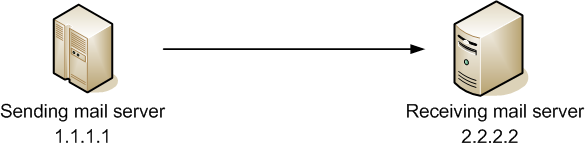 Sending mail server
1.1.1.1
Receiving mail server
2.2.2.2